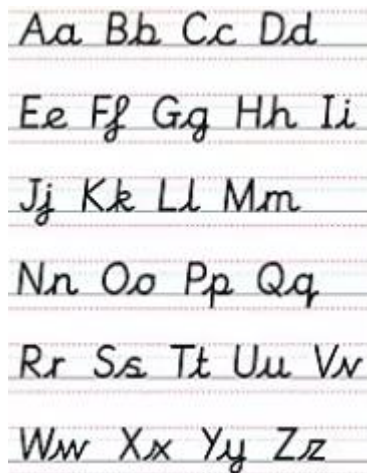 Aa Bb Cc Dd
Ee Ff Gg Hh Ii
Jj Kk Ll Mm
Nn Oo Pp Qq
Rr Ss Tt Uu Vv
Ww Xx Yy Zz